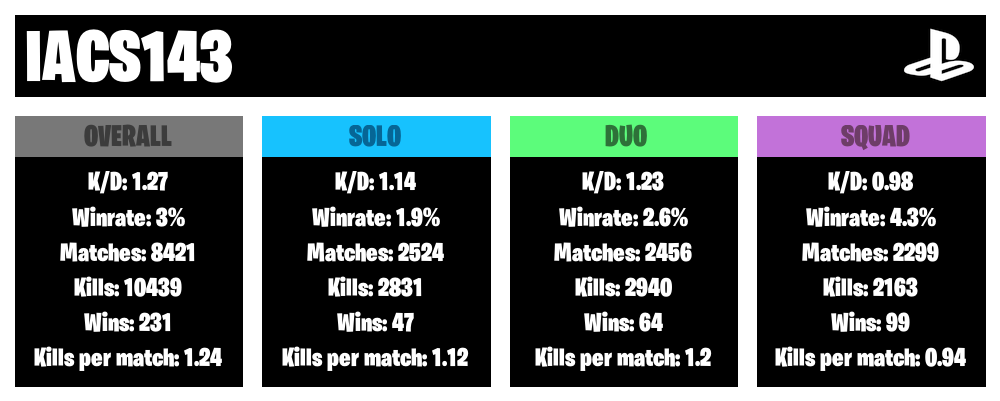 IACS143
OVERALL
K/D: 1.27
Winrate: 3%
Matches: 8421
Kills: 10439
Wins: 231
Kills per match: 1.24
SOLO
K/D: 1.14
Winrate: 1.9%
Matches: 2524
Kills: 2831
Wins: 47
Kills per match: 1.12
DUO
K/D: 1.23
Winrate: 2.6%
Matches: 2456
Kills: 2940
Wins: 64
Kills per match: 1.2
SQUAD
K/D: 0.98
Winrate: 4.3%
Matches: 2299
Kills: 2163
Wins: 99
Kills per match: 0.94